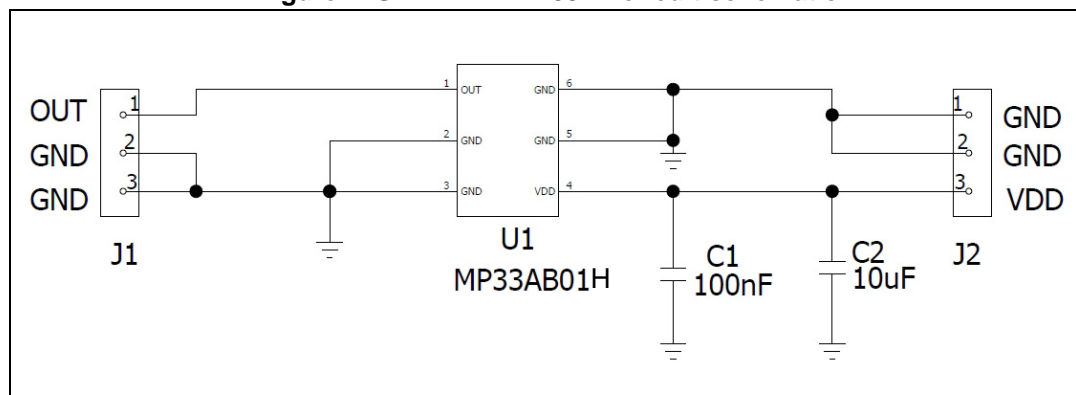 OUT
GND
GND
1
2
3
J1
1 OUT GND 6
2 GND GND 5
3 GND VDD 4
U1
MP33AB01H
C1
100nF
C2
10uF
1
2
3
GND
GND
VDD
J2